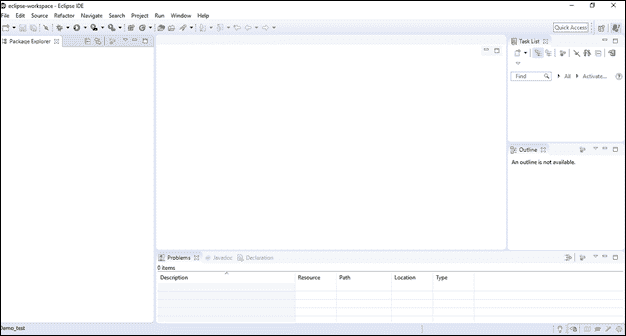 eclipse-workspace - Eclipse IDE
File Edit Source Refactor Navigate Search Project Run Window Help
Quick Access
Package Explorer
Task List
Find All Activate...
Outline
An outline is not available.
Problems Javadoc Declaration
0 items
Description Resource Path Location Type
Demo_test